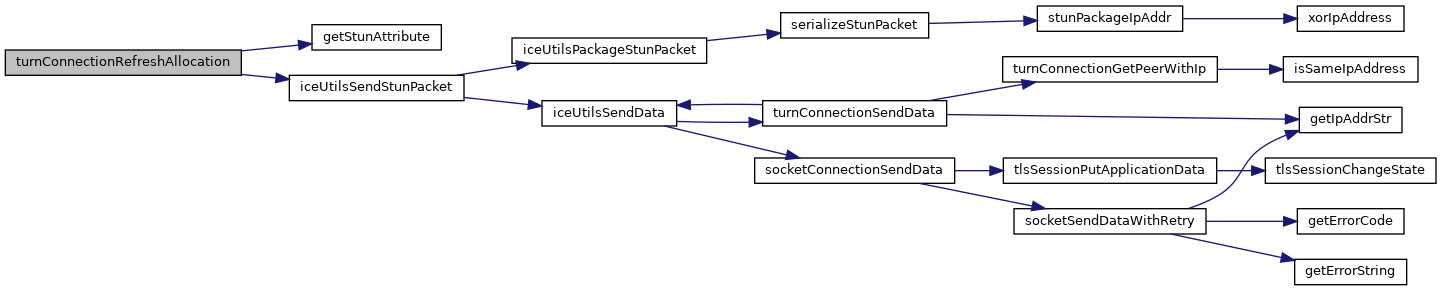 turnConnectionRefreshAllocation
getStunAttribute
iceUtilsSendStunPacket
iceUtilsPackageStunPacket
serializeStunPacket
stunPackageIpAddr
xorIpAddress
iceUtilsSendData
turnConnectionSendData
turnConnectionGetPeerWithIp
isSameIpAddress
getIpAddrStr
socketConnectionSendData
tlsSessionPutApplicationData
tlsSessionChangeState
socketSendDataWithRetry
getErrorCode
getErrorString